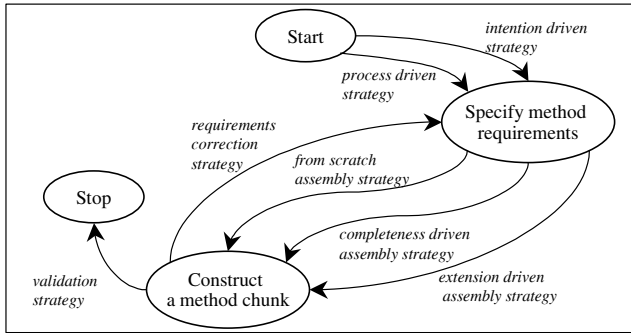 Start
intention driven
strategy
process driven
strategy
Specify method
requirements
requirements
correction
strategy
from scratch
assembly strategy
Stop
completeness driven
assembly strategy
validation
strategy
Construct
a method chunk
extension driven
assembly strategy